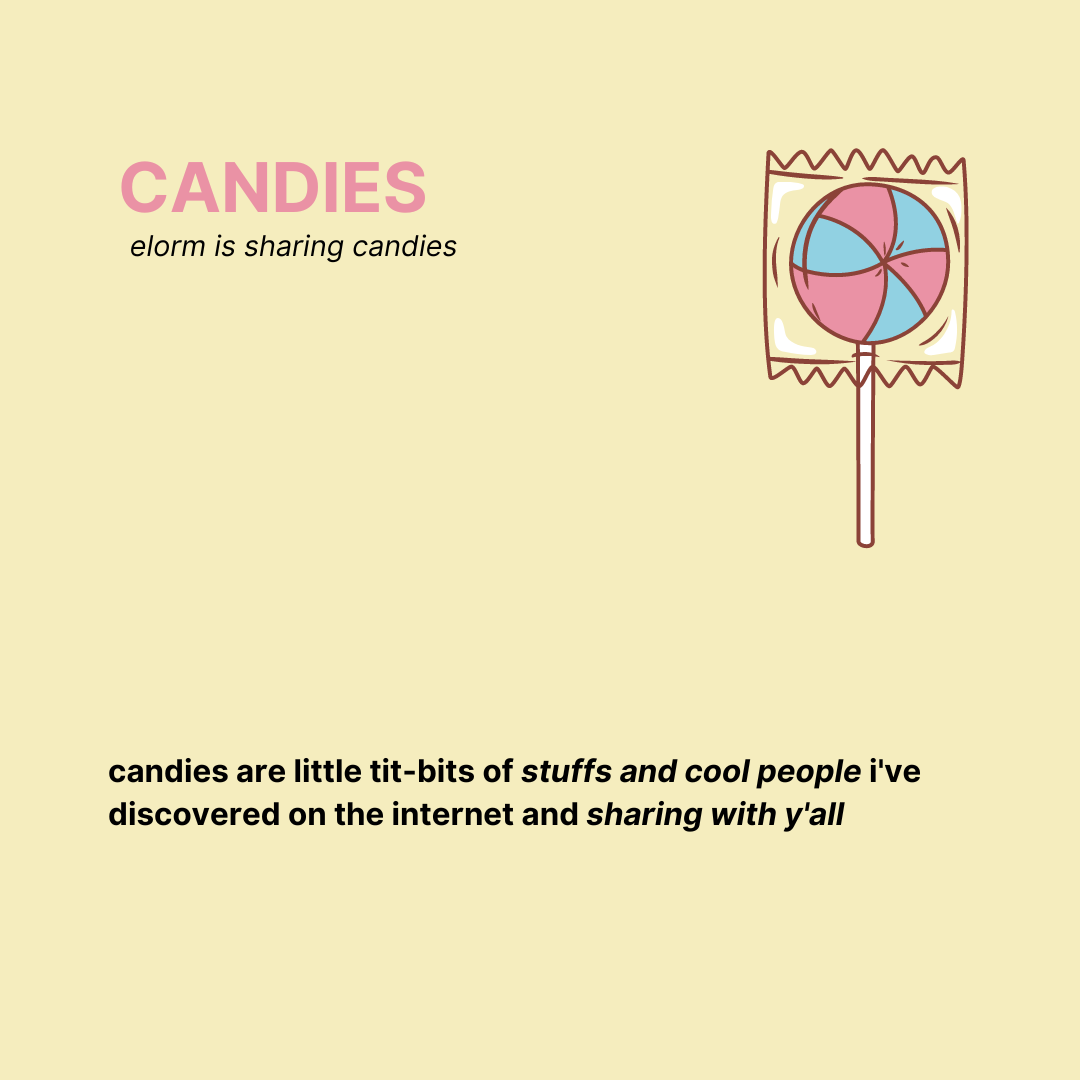 CANDIES
elorm is sharing candies
candies are little tit-bits of stuffs and cool people i've
discovered on the internet and sharing with y'all